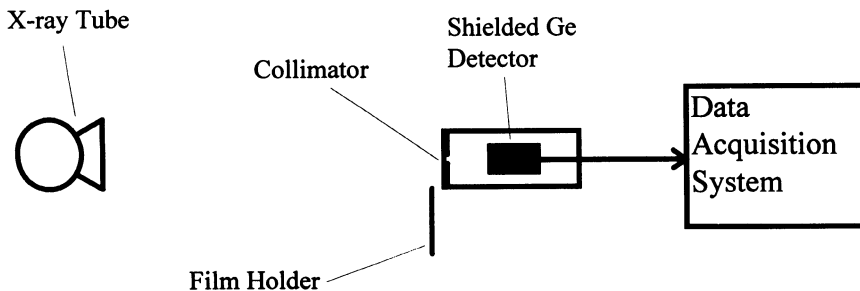 X-ray Tube
Shielded Ge
Detector
Collimator
Data
Acquisition
System
Film Holder